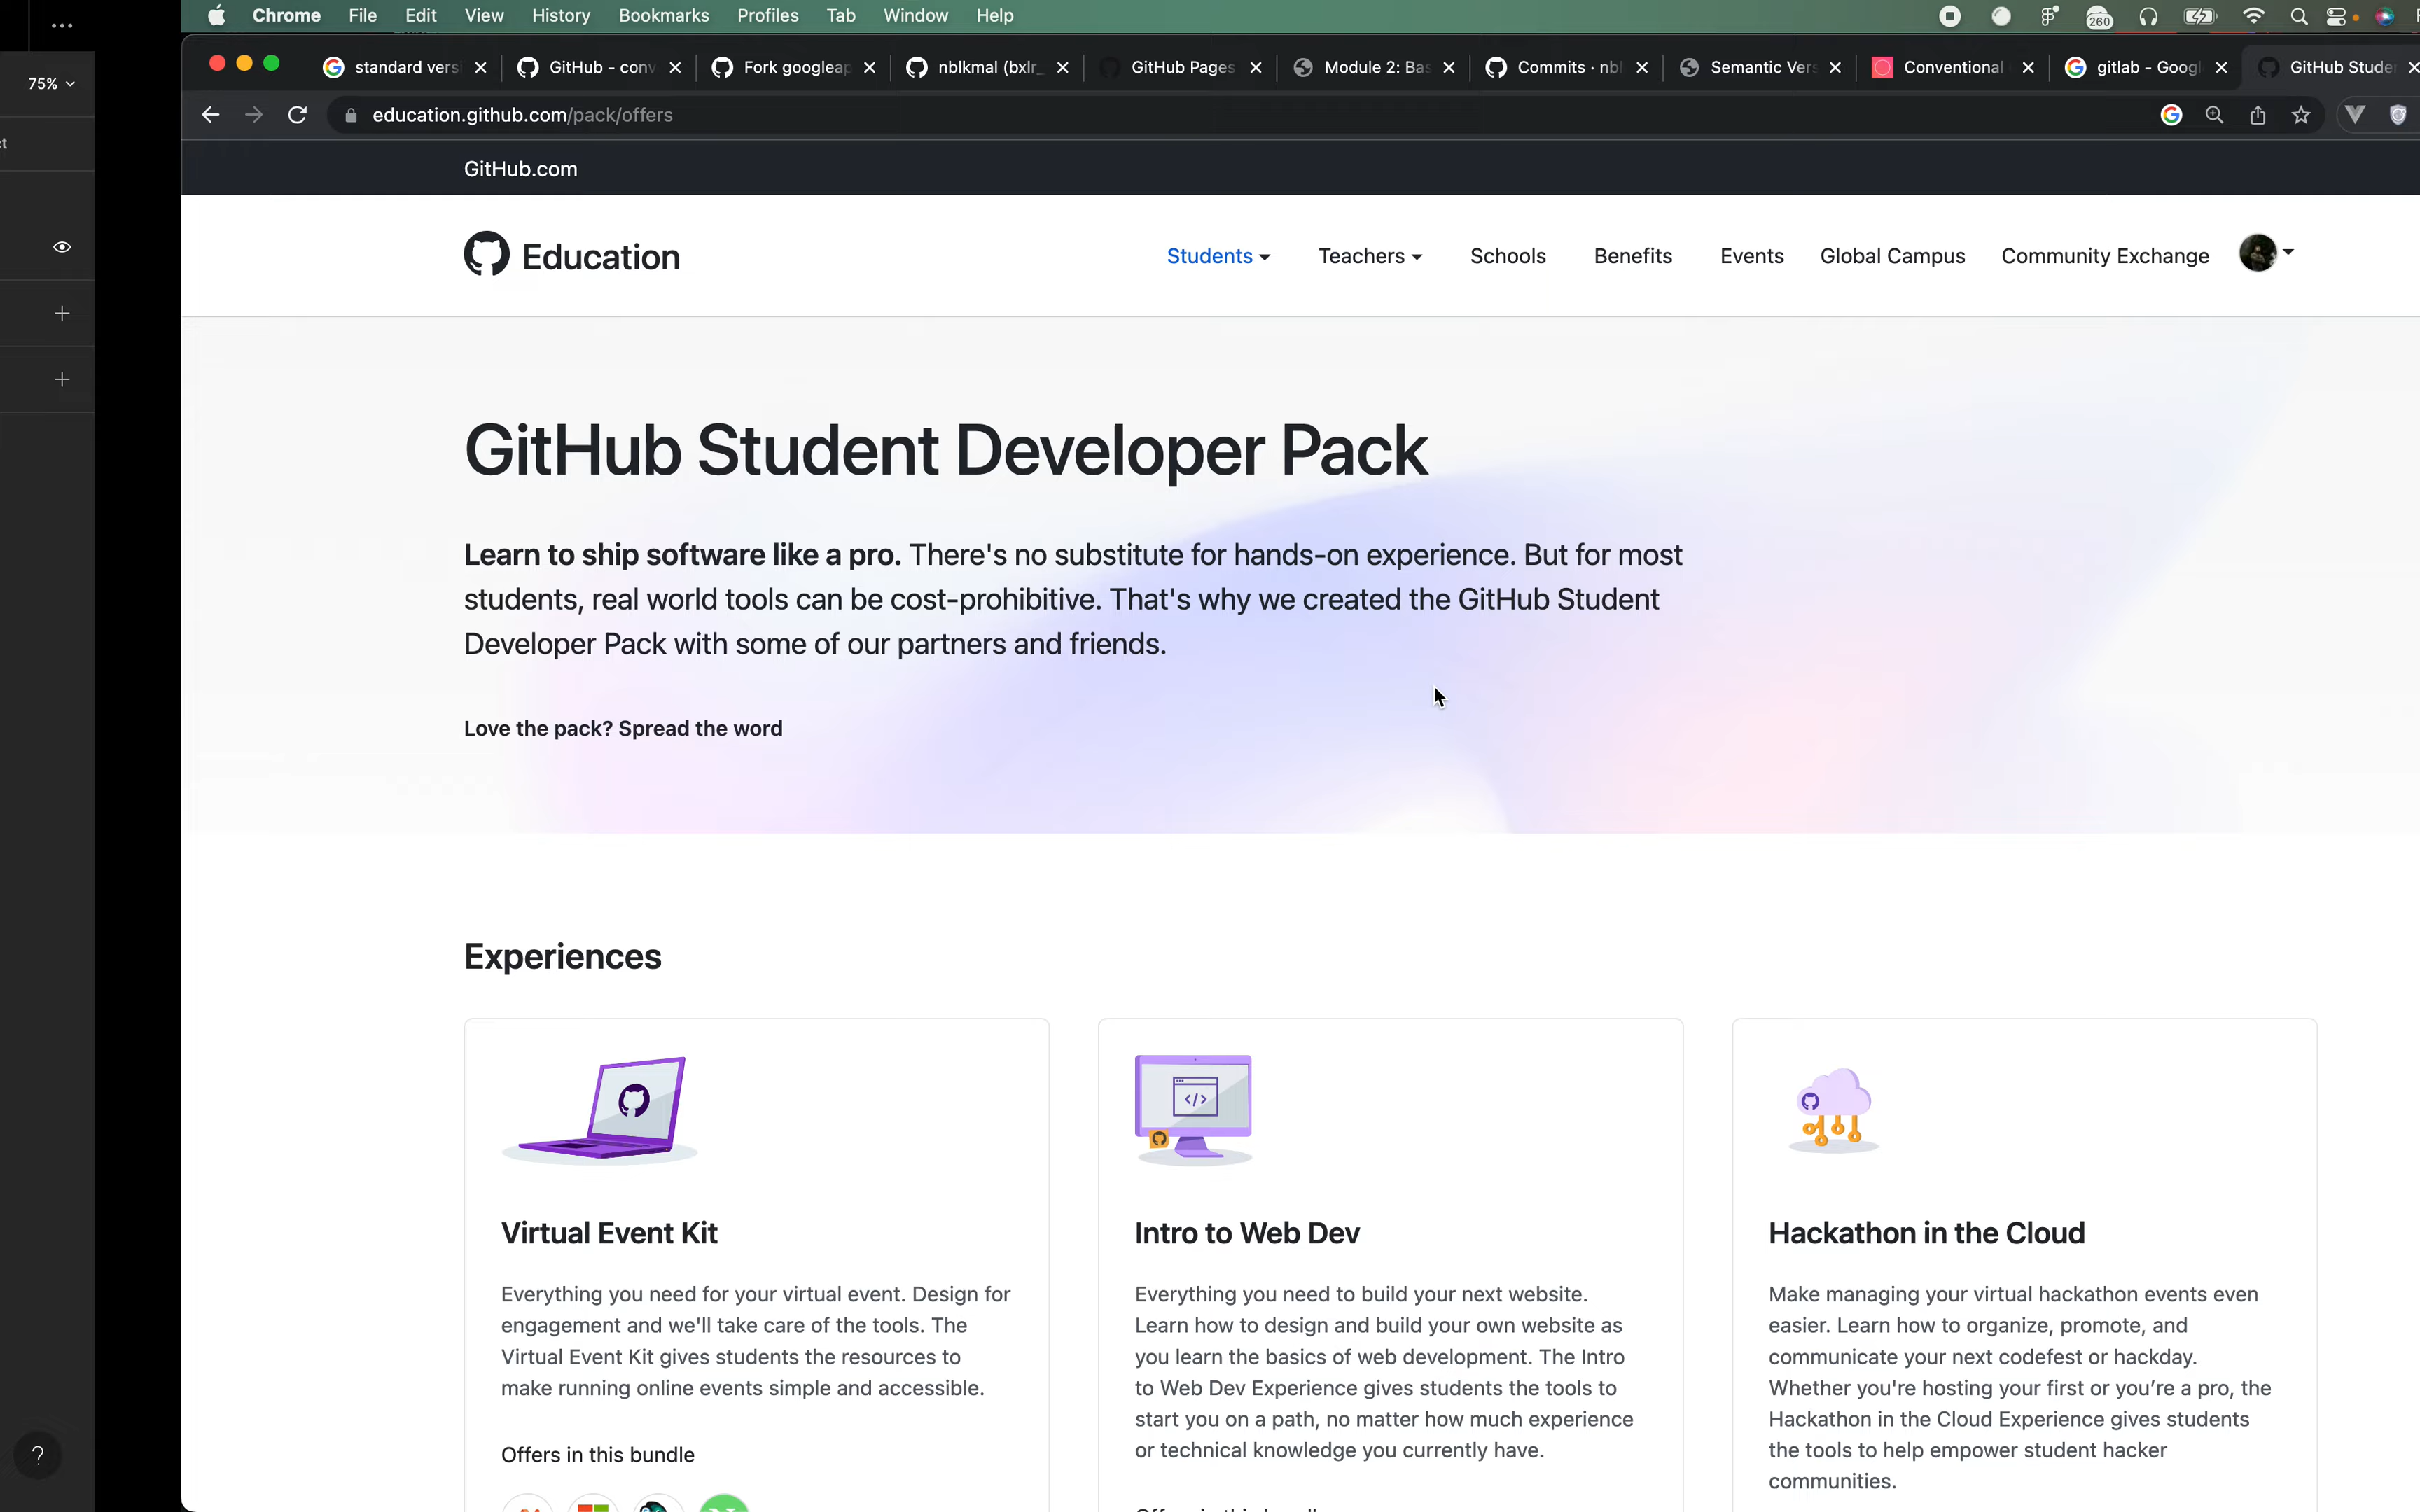 Chrome File Edit View History Bookmarks Profiles Tab Window Help
260
75%
standard versi GitHub - conv Fork googleap nblkmal (bxlr_ GitHub Pages Module 2: Bas Commits · nbl Semantic Vers Conventional gitlab - Googl GitHub Stude
education.github.com/pack/offers
ct
GitHub.com
Education
Students Teachers Schools Benefits Events Global Campus Community Exchange
GitHub Student Developer Pack
Learn to ship software like a pro. There's no substitute for hands-on experience. But for most
students, real world tools can be cost-prohibitive. That's why we created the GitHub Student
Developer Pack with some of our partners and friends.
Love the pack? Spread the word
Experiences
Virtual Event Kit
Everything you need for your virtual event. Design for
engagement and we'll take care of the tools. The
Virtual Event Kit gives students the resources to
make running online events simple and accessible.
Offers in this bundle
Intro to Web Dev
Everything you need to build your next website.
Learn how to design and build your own website as
you learn the basics of web development. The Intro
to Web Dev Experience gives students the tools to
start you on a path, no matter how much experience
or technical knowledge you currently have.
Hackathon in the Cloud
Make managing your virtual hackathon events even
easier. Learn how to organize, promote, and
communicate your next codefest or hackday.
Whether you're hosting your first or you’re a pro, the
Hackathon in the Cloud Experience gives students
the tools to help empower student hacker
communities.
?